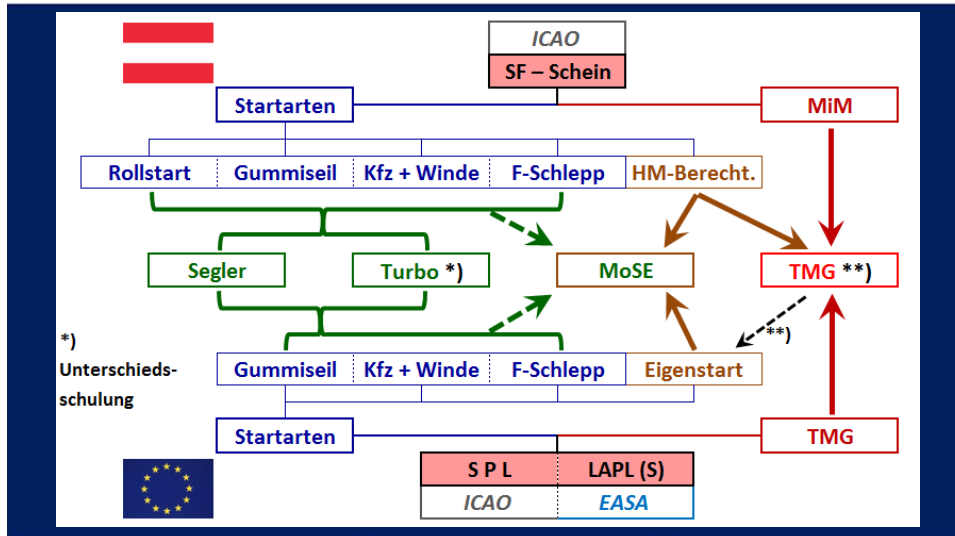 ICAO
SF – Schein
Startarten
MiM
Rollstart Gummiseil Kfz + Winde F-Schlepp HM-Berecht.
Segler Turbo *) MoSE TMG **)
**)
*)
Unterschieds-
schulung
Gummiseil Kfz + Winde F-Schlepp Eigenstart
Startarten
TMG
S P L LAPL (S)
ICAO EASA